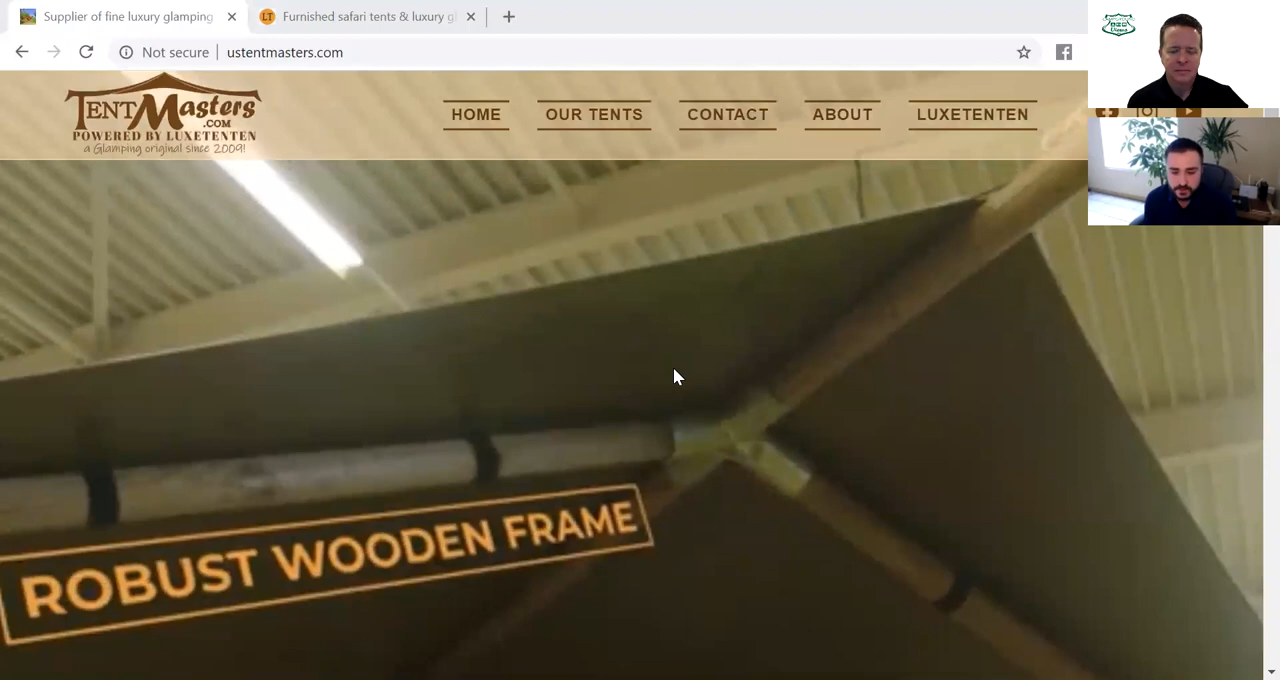 Supplier of fine luxury glamping
Furnished safari tents & luxury gl
Not secure
ustentmasters.com
TentMasters
.COM
POWERED BY LUXETENTEN
a Glamping original since 2009!
HOME
OUR TENTS
CONTACT
ABOUT
LUXETENTEN
ROBUST WOODEN FRAME